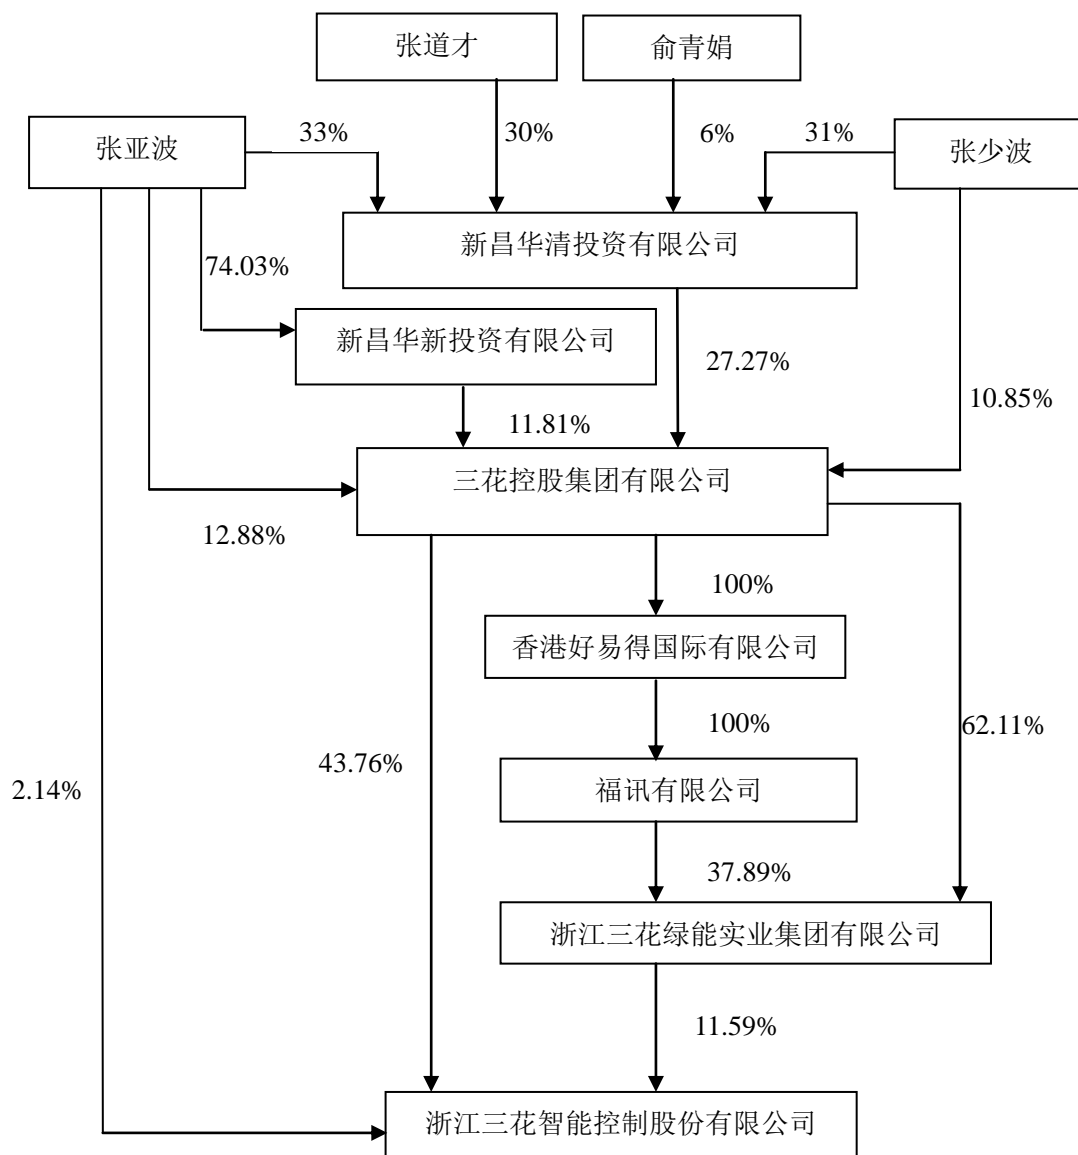 张道才
俞青娟
张亚波
33%
30%
6%
31%
张少波
新昌华清投资有限公司
74.03%
新昌华新投资有限公司
27.27%
10.85%
11.81%
三花控股集团有限公司
12.88%
100%
香港好易得国际有限公司
100%
62.11%
43.76%
2.14%
福讯有限公司
37.89%
浙江三花绿能实业集团有限公司
11.59%
浙江三花智能控制股份有限公司